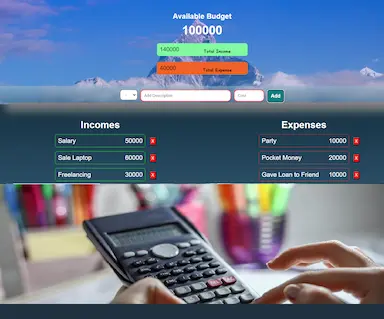 Available Budget
100000
140000 Total Income
40000 Total Expense
Add Description Cost Add
Incomes Expenses
Salary 50000 x Party 10000 x
Sale Laptop 60000 x Pocket Money 20000 x
Freelancing 30000 x Gave Loan to Friend 10000 x